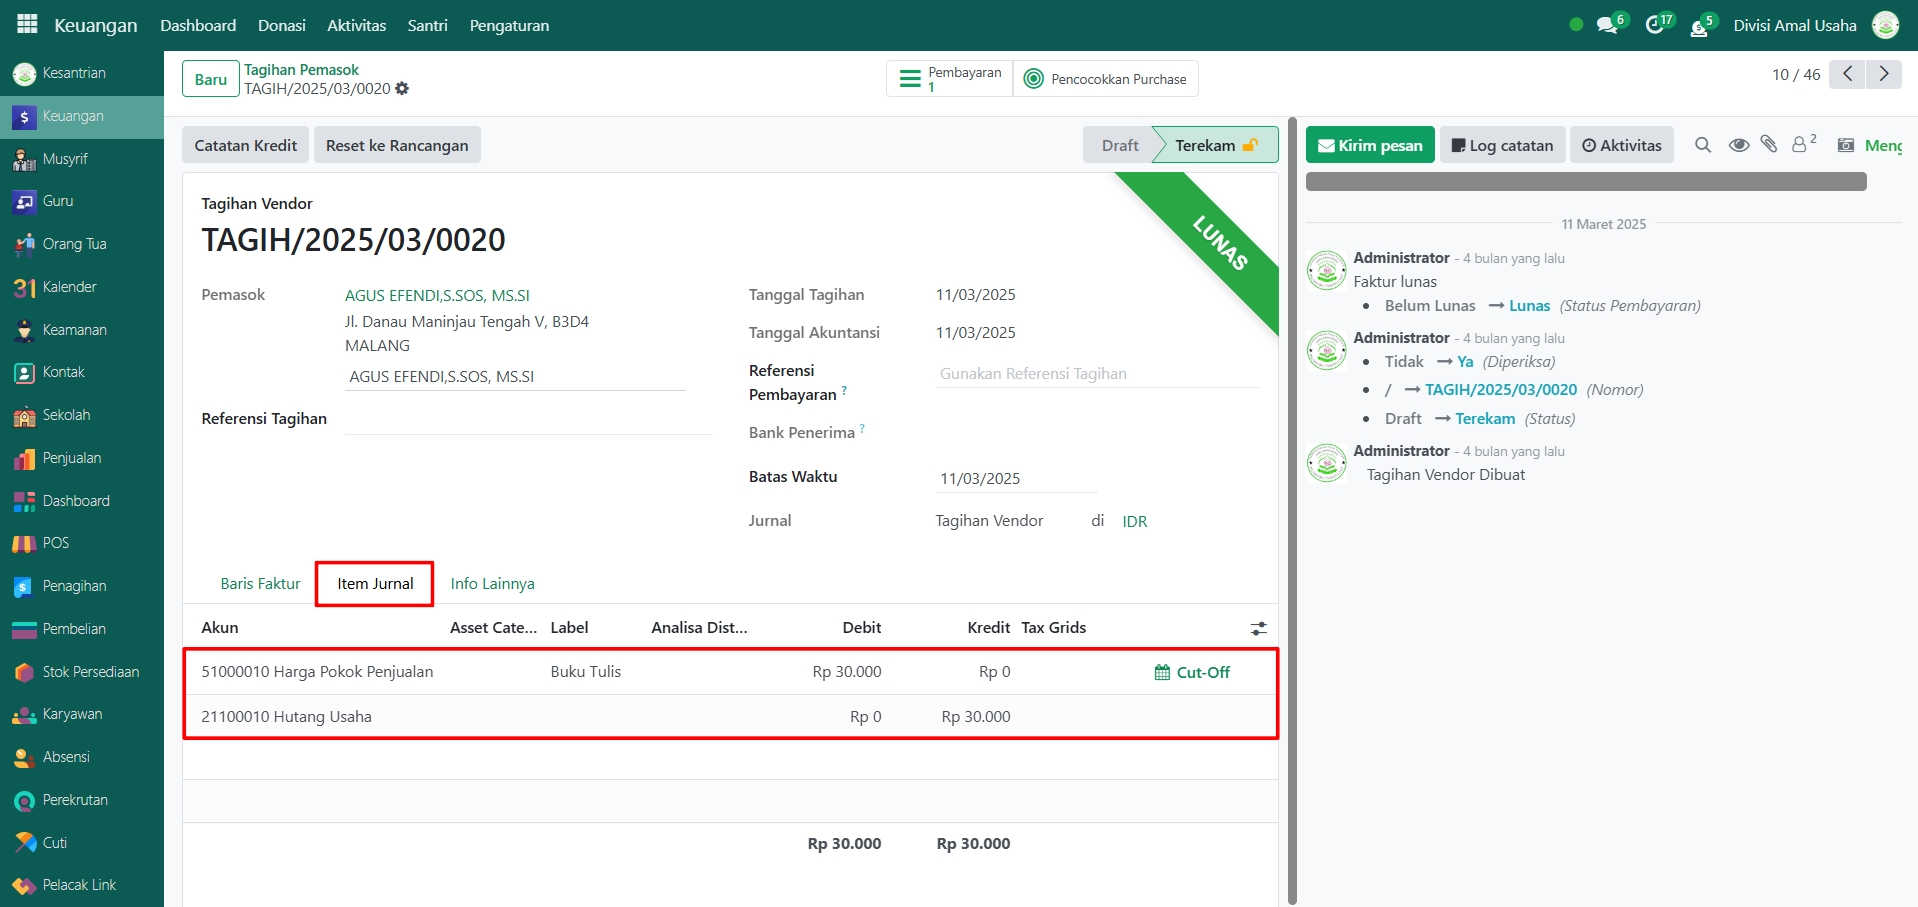 Keuangan Dashboard Donasi Aktivitas Santri Pengaturan 6 17 5 Divisi Amal Usaha
Kesantrian
Keuangan
Musyrif
Guru
Orang Tua
31 Kalender
Keamanan
Kontak
Sekolah
Penjualan
Dashboard
POS
Penagihan
Pembelian
Stok Persediaan
Karyawan
Absensi
Perekrutan
Cuti
Pelacak Link
Baru
Tagihan Pemasok
TAGIH/2025/03/0020
Pembayaran
1
Pencocokkan Purchase
10 / 46
Catatan Kredit Reset ke Rancangan
Draft Terekam
Tagihan Vendor
TAGIH/2025/03/0020
LUNAS
Pemasok
AGUS EFENDI,S.SOS, MS.SI
Jl. Danau Maninjau Tengah V, B3D4
MALANG
AGUS EFENDI,S.SOS, MS.SI
Referensi Tagihan
Tanggal Tagihan 11/03/2025
Tanggal Akuntansi 11/03/2025
Referensi
Pembayaran ?
Gunakan Referensi Tagihan
Bank Penerima ?
Batas Waktu 11/03/2025
Jurnal Tagihan Vendor di IDR
Baris Faktur Item Jurnal Info Lainnya
Akun Asset Cate... Label Analisa Dist... Debit Kredit Tax Grids
51000010 Harga Pokok Penjualan Buku Tulis Rp 30.000 Rp 0 Cut-Off
21100010 Hutang Usaha Rp 0 Rp 30.000
Rp 30.000 Rp 30.000
Kirim pesan Log catatan Aktivitas 2 Meng
11 Maret 2025
Administrator - 4 bulan yang lalu
Faktur lunas
• Belum Lunas → Lunas (Status Pembayaran)
Administrator - 4 bulan yang lalu
• Tidak → Ya (Diperiksa)
• / → TAGIH/2025/03/0020 (Nomor)
• Draft → Terekam (Status)
Administrator - 4 bulan yang lalu
Tagihan Vendor Dibuat